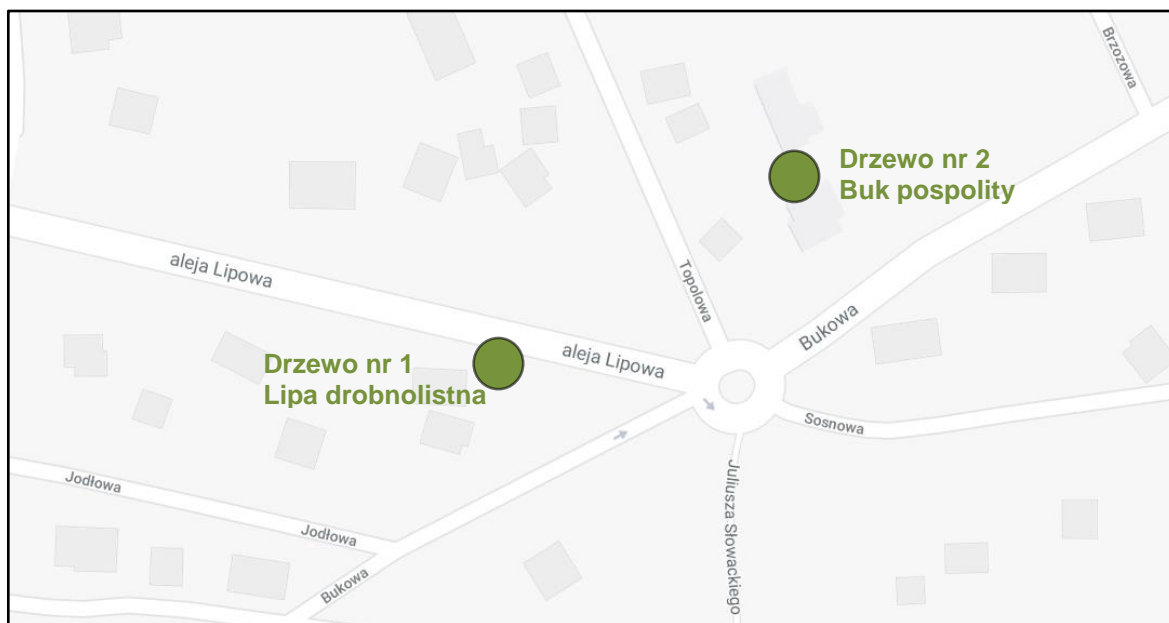 Brzozowa
Drzewo nr 2
Buk pospolity
aleja Lipowa
Topolowa
Bukowa
aleja Lipowa
Drzewo nr 1
Lipa drobnolistna
Sosnowa
Jodłowa
Juliusza Słowackiego
Jodłowa
Bukowa